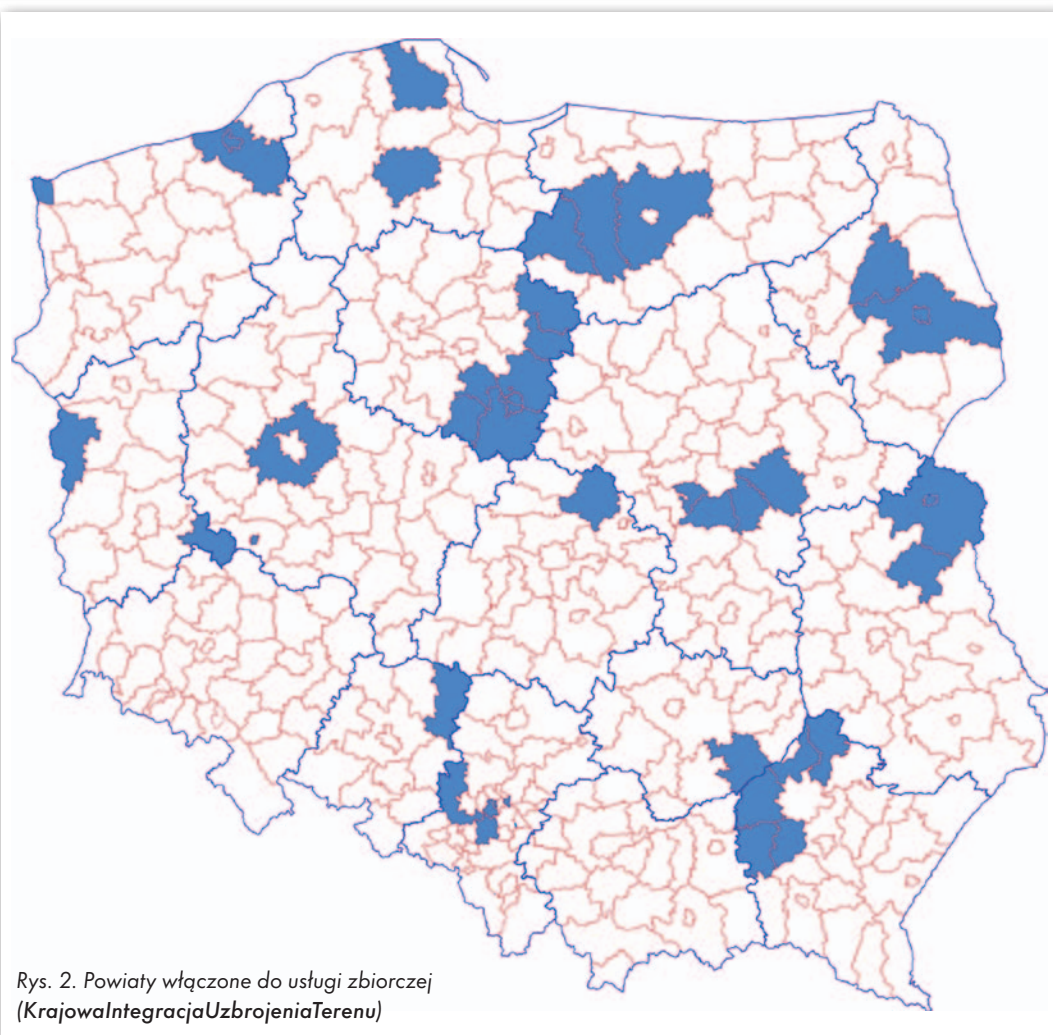 Rys. 2. Powiaty włączone do usługi zbiorczej
(KrajowaIntegracjaUzbrojeniaTerenu)